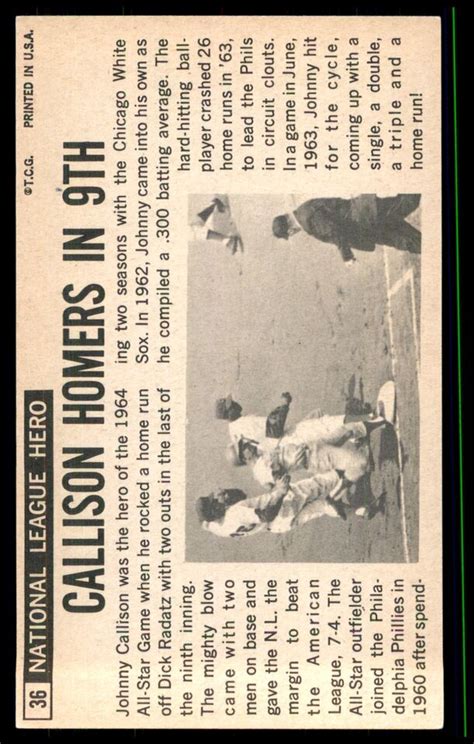 36 NATIONAL LEAGUE HERO
©T.C.G. PRINTED IN U.S.A.
CALLISON HOMERS IN 9TH
Johnny Callison was the hero of the 1964
All-Star Game when he rocked a home run
off Dick Radatz with two outs in the last of
the ninth inning.
The mighty blow
came with two
men on base and
gave the N.L. the
margin to beat
the American
League, 7-4. The
All-Star outfielder
joined the Phila-
delphia Phillies in
1960 after spend-
ing two seasons with the Chicago White
Sox. In 1962, Johnny came into his own as
he compiled a .300 batting average. The
hard-hitting ball-
player crashed 26
home runs in '63,
to lead the Phils
in circuit clouts.
In a game in June,
1963, Johnny hit
for the cycle,
coming up with a
single, a double,
a triple and a
home run!